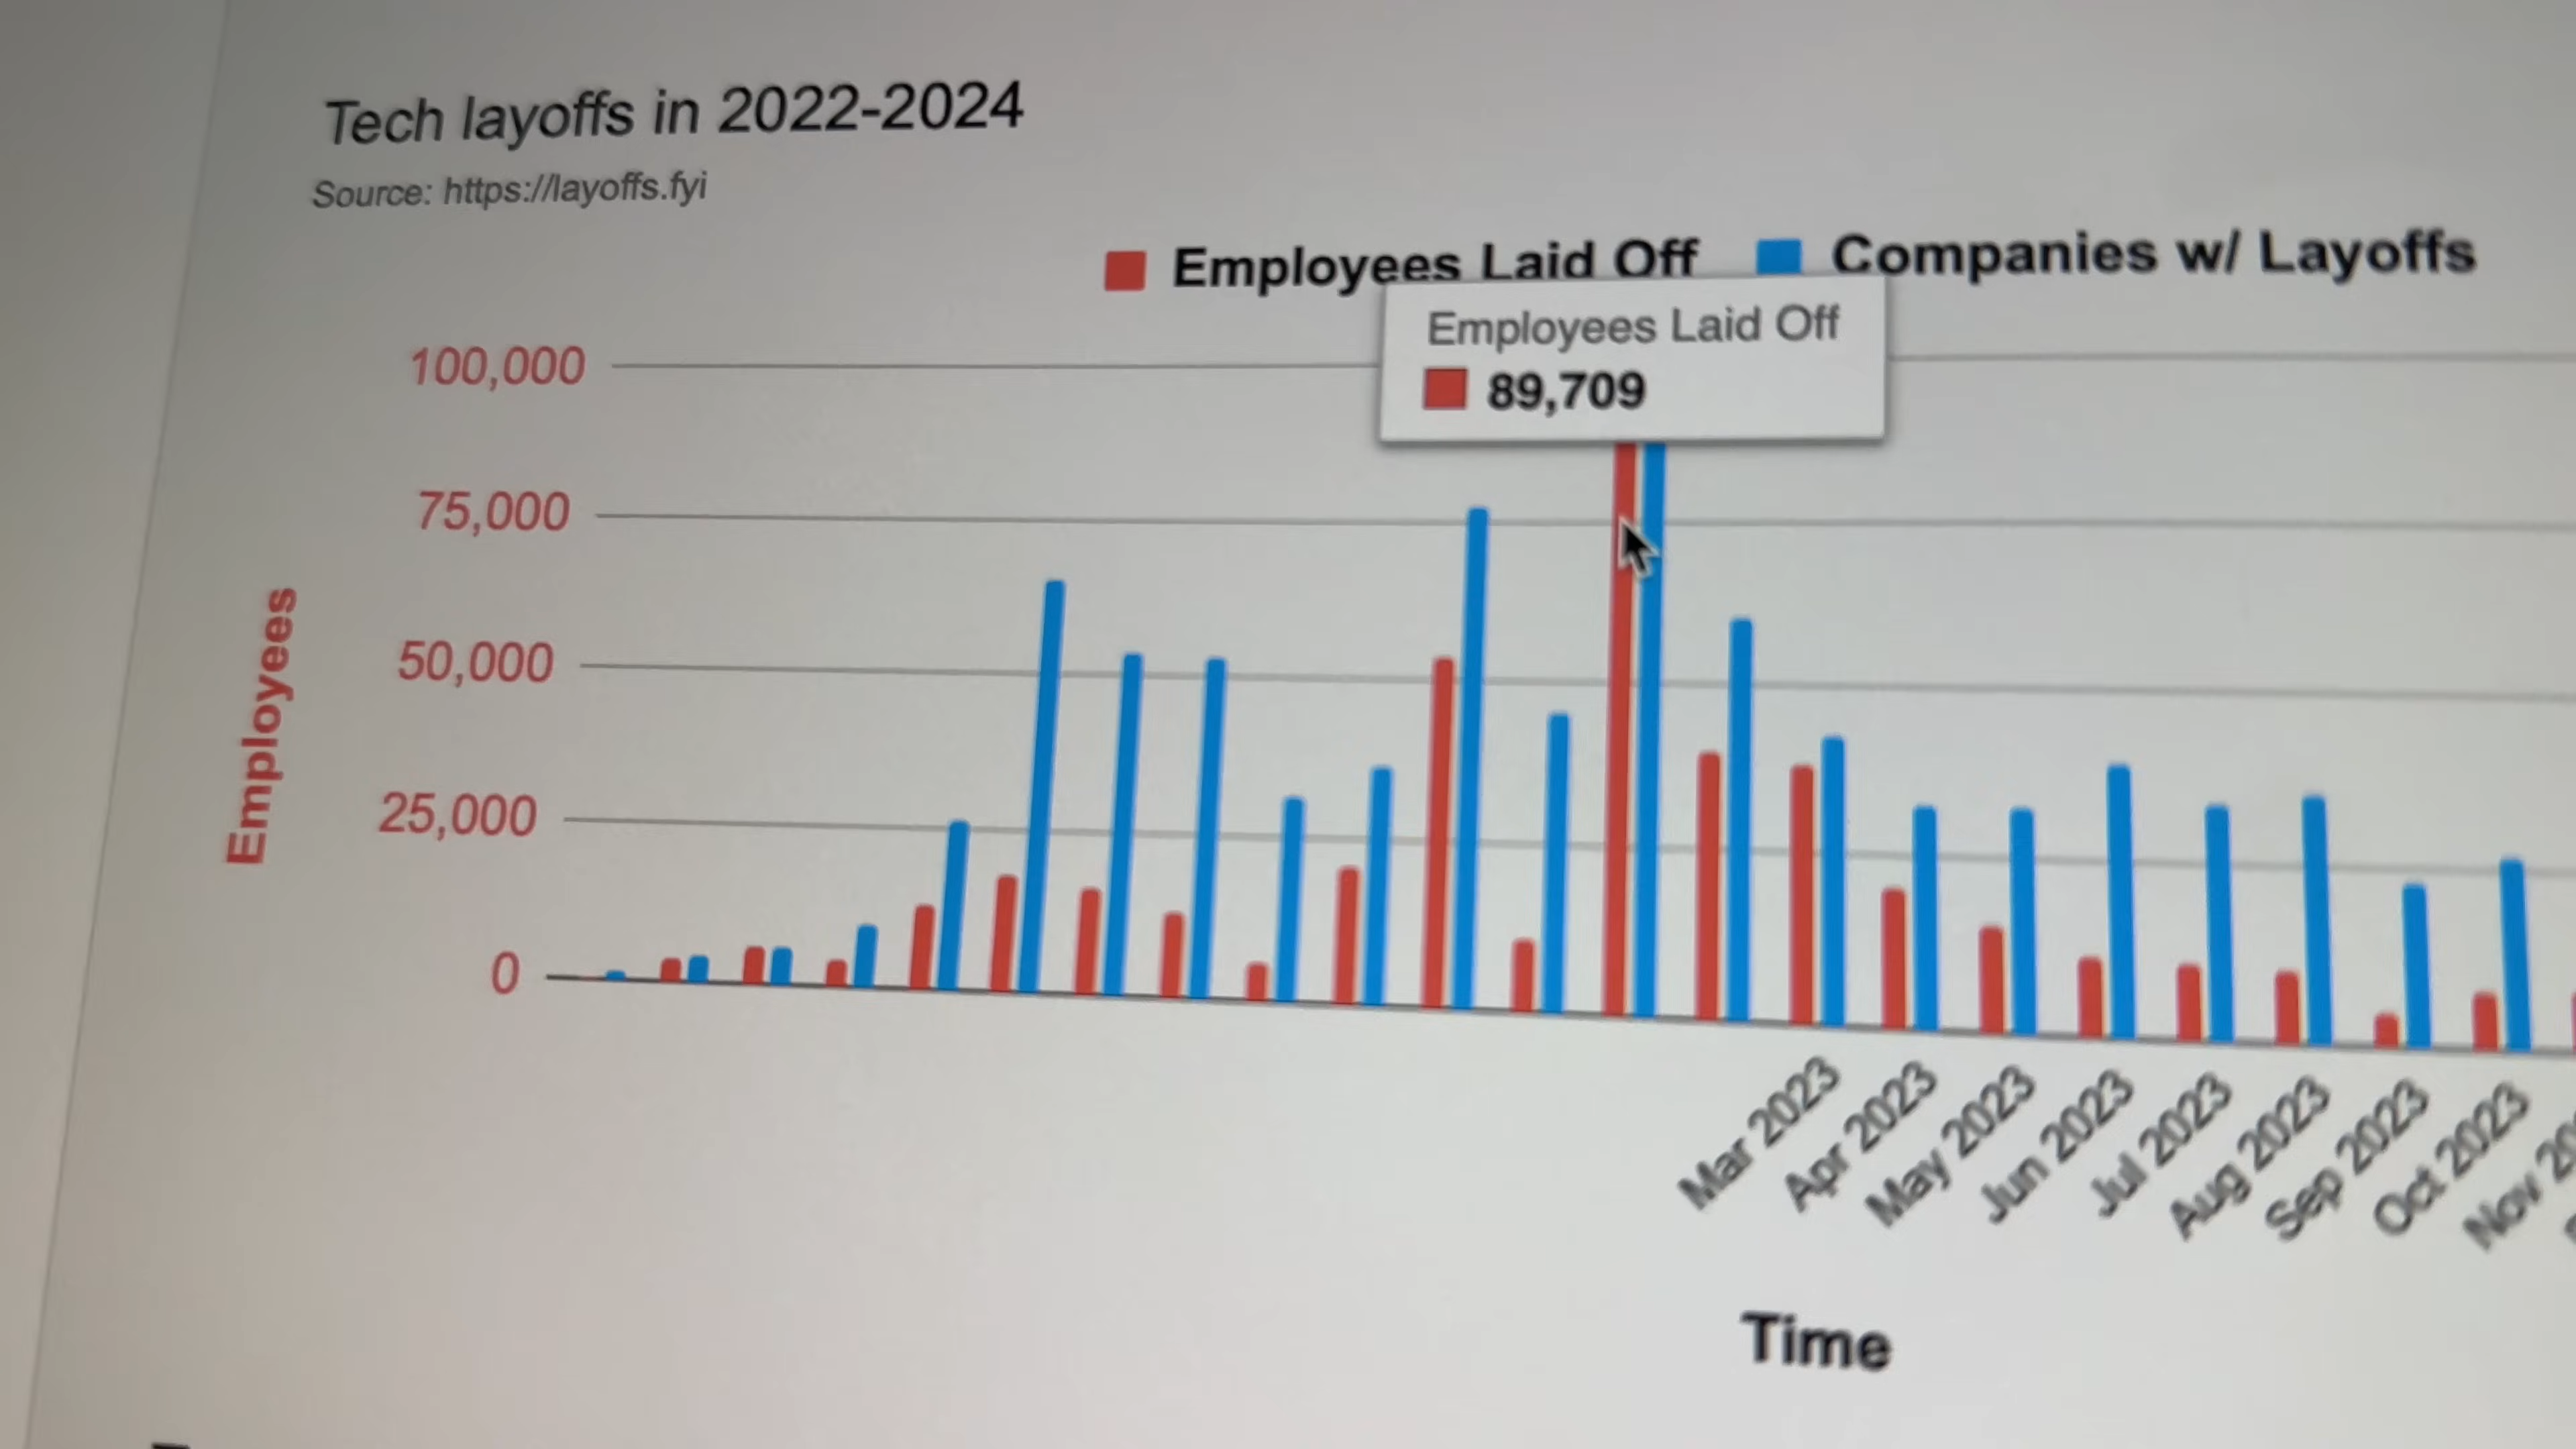 Tech layoffs in 2022-2024
Source: https://layoffs.fyi
Employees Laid Off
Companies w/ Layoffs
Employees Laid Off
89,709
100,000
75,000
50,000
25,000
0
Employees
Mar 2023
Apr 2023
May 2023
Jun 2023
Jul 2023
Aug 2023
Sep 2023
Oct 2023
Nov 20
Time